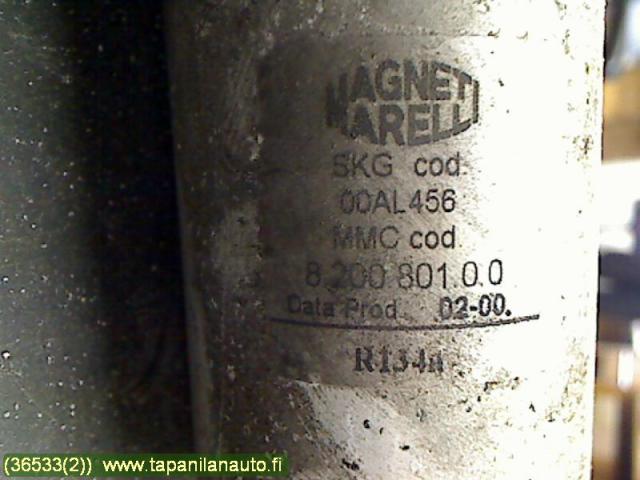 MAGNETI
MARELLI
SKG cod.
00AL456
MMC cod.
8.200.801.0.0
Data Prod. 02-00.
R134a
(36533(2)) www.tapanilanauto.fi